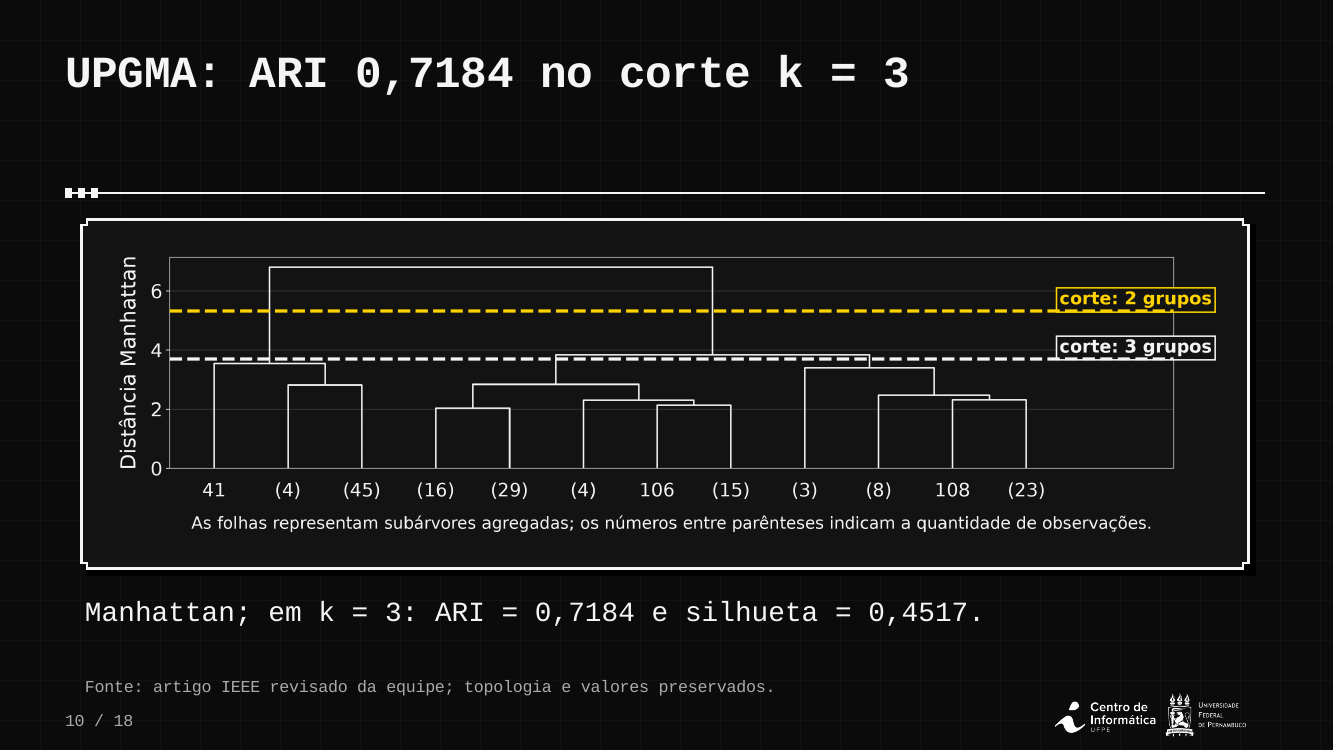 UPGMA: ARI 0,7184 no corte k = 3
Distância Manhattan
6
4
2
0
corte: 2 grupos
corte: 3 grupos
41 (4) (45) (16) (29) (4) 106 (15) (3) (8) 108 (23)
As folhas representam subárvores agregadas; os números entre parênteses indicam a quantidade de observações.
Manhattan; em k = 3: ARI = 0,7184 e silhueta = 0,4517.
Fonte: artigo IEEE revisado da equipe; topologia e valores preservados.
10 / 18
Centro de
Informática
UFPE
UNIVERSIDADE
FEDERAL
DE PERNAMBUCO